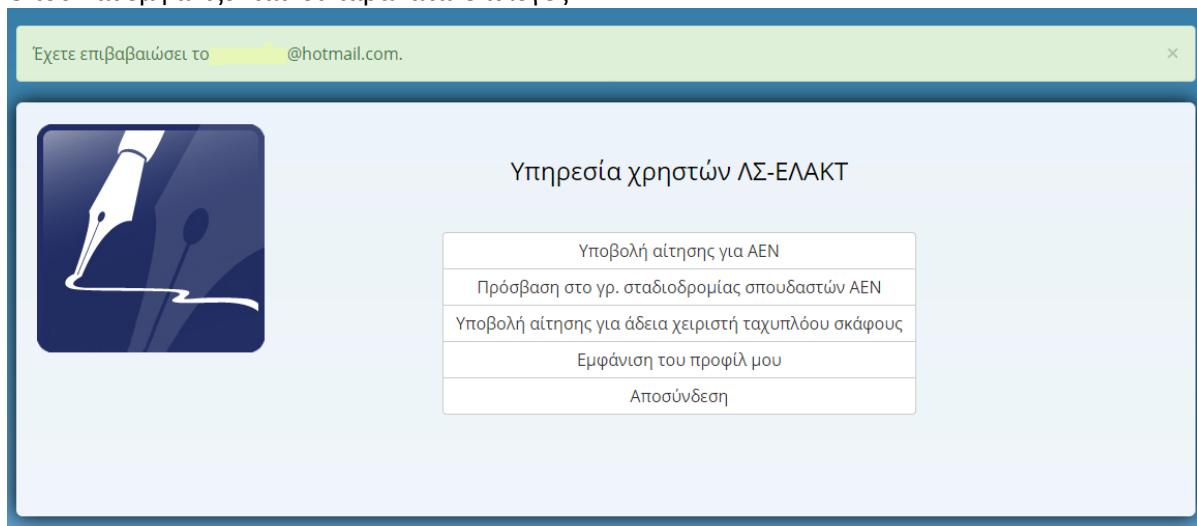 Έχετε επιβαβαιώσει το @hotmail.com.
×
Υπηρεσία χρηστών ΛΣ-ΕΛΑΚΤ
Υποβολή αίτησης για ΑΕΝ
Πρόσβαση στο γρ. σταδιοδρομίας σπουδαστών ΑΕΝ
Υποβολή αίτησης για άδεια χειριστή ταχυπλόου σκάφους
Εμφάνιση του προφίλ μου
Αποσύνδεση